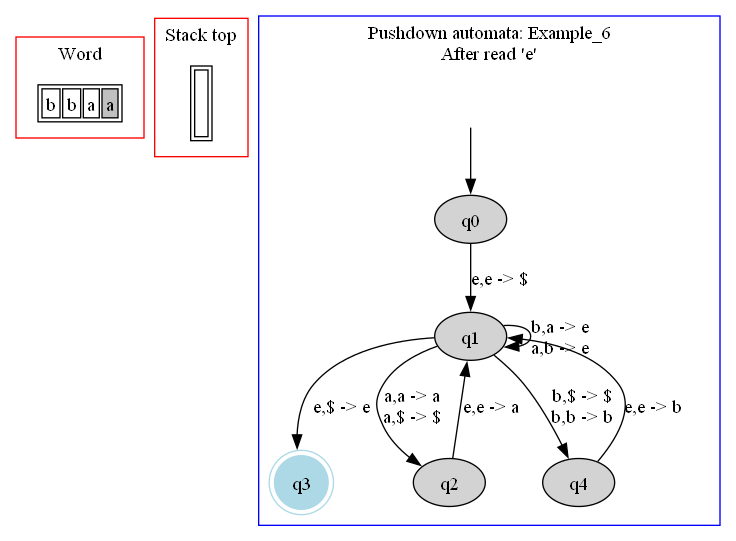 Word
b b a a
Stack top
Pushdown automata: Example_6
After read 'e'
q0
e,e -> $
q1
b,a -> e
a,b -> e
e,$ -> e
a,a -> a
a,$ -> $
e,e -> a
b,$ -> $
b,b -> b
e,e -> b
q3
q2
q4